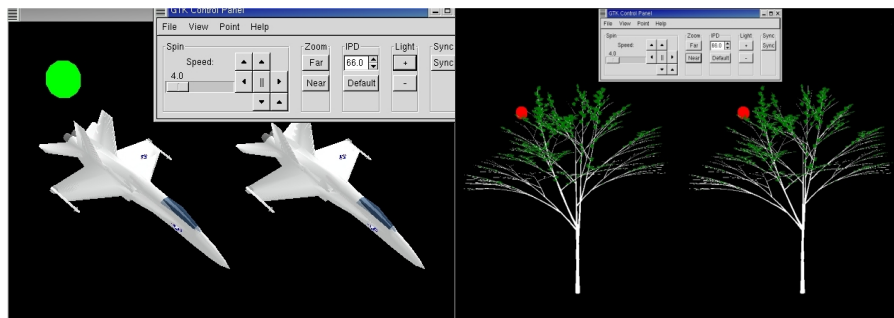 GTK Control Panel
File View Point Help
Spin Zoom IPD Light Sync
Speed: Far 66.0 + Sync
4.0
Near Default -
GTK Control Panel
File View Point Help
Spin Zoom IPD Light Sync
Speed: Far 66.0 + Sync
4.0
Near Default -